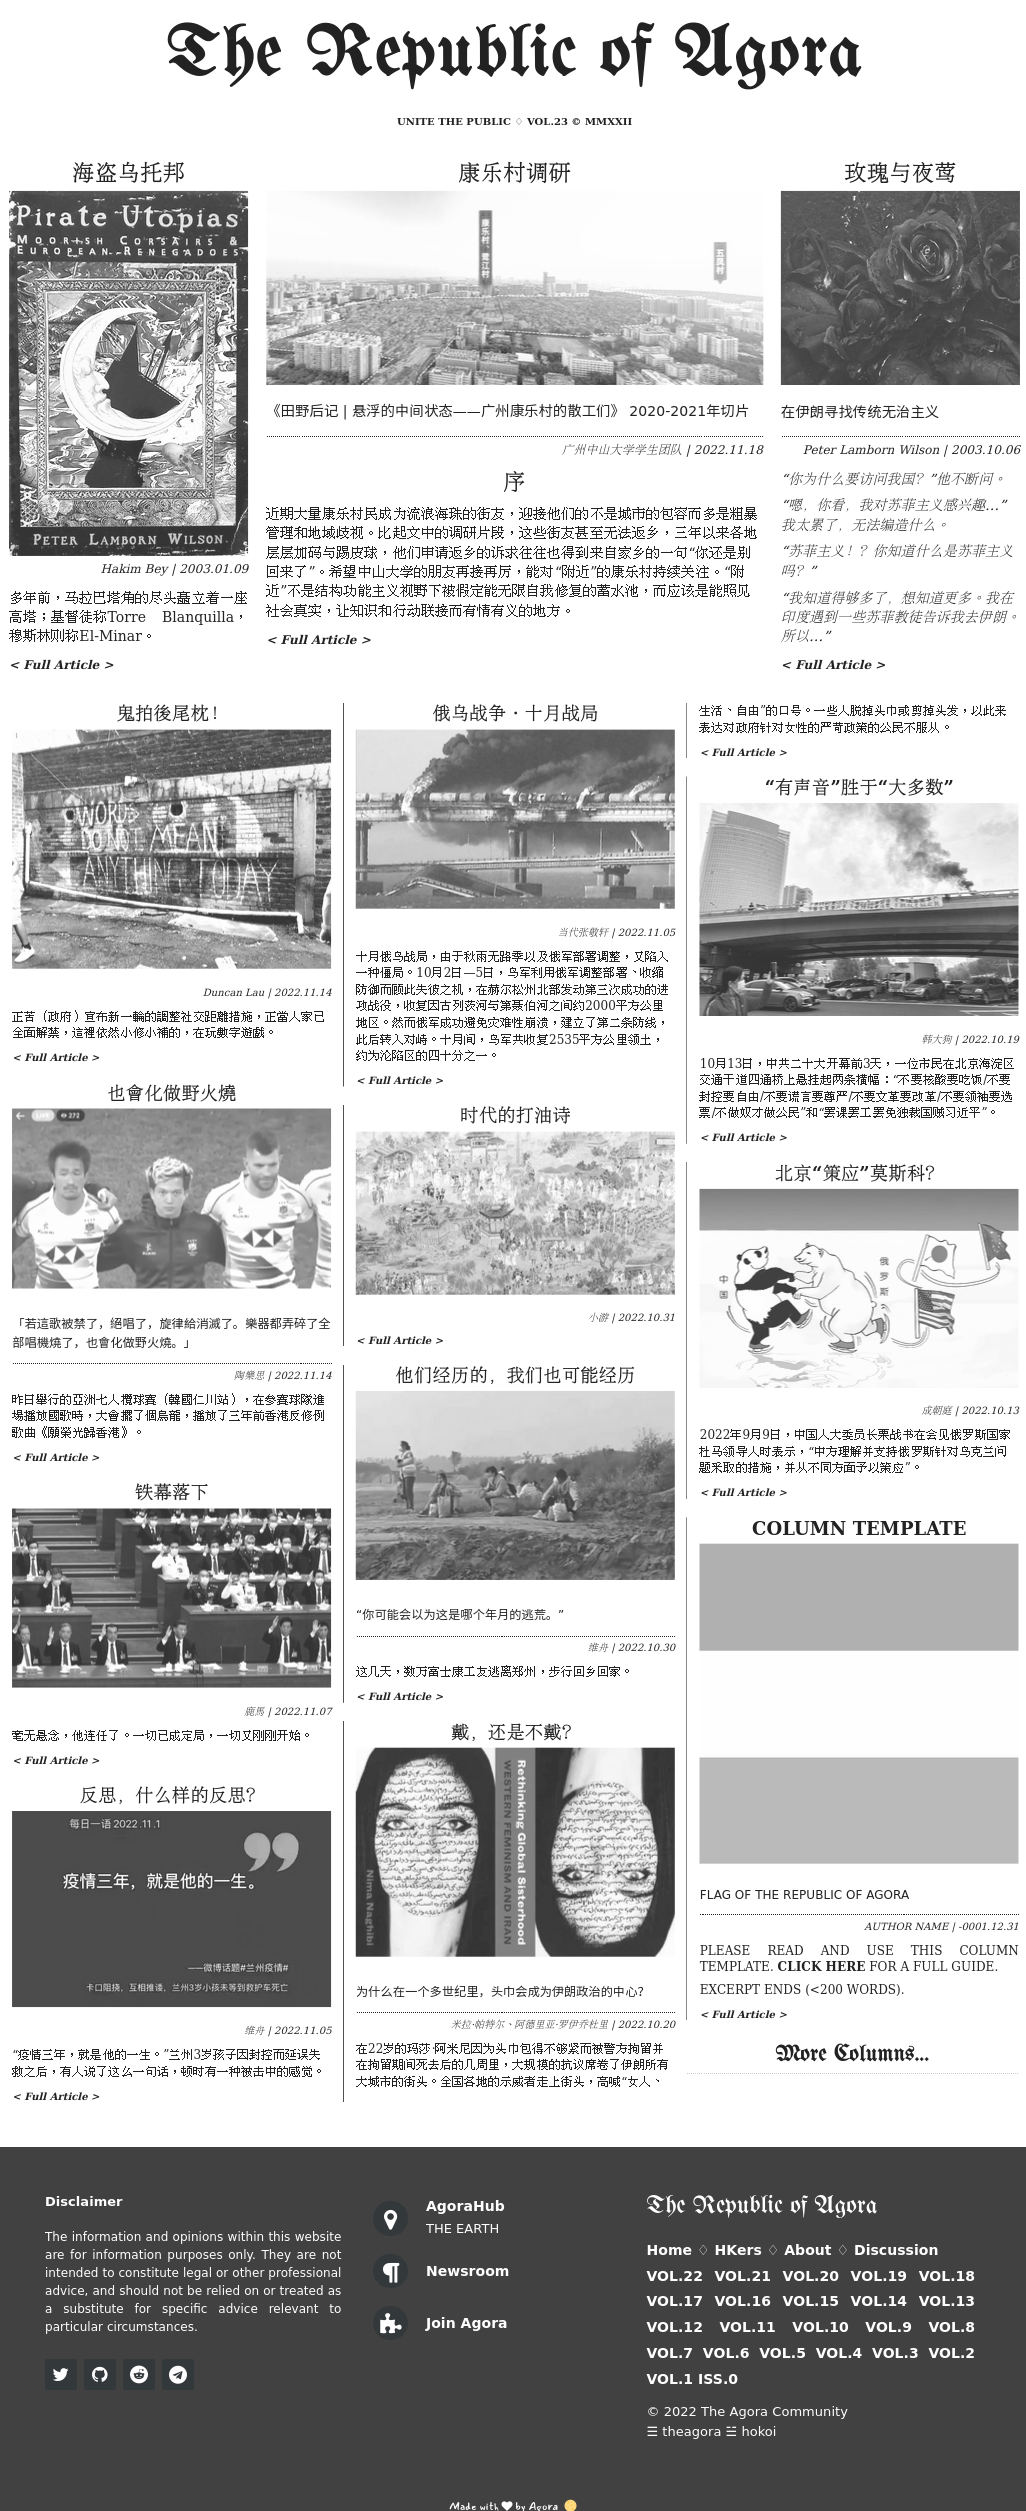 The Republic of Agora
UNITE THE PUBLIC ♢ VOL.23 © MMXXII
海盗乌托邦
Pirate Utopias
MOORISH CORSAIRS &
EUROPEAN RENEGADOES
PETER LAMBORN WILSON
Hakim Bey | 2003.01.09
多年前，马拉巴塔角的尽头矗立着一座
高塔；基督徒称Torre Blanquilla，
穆斯林则称El-Minar。
< Full Article >
康乐村调研
康乐村、鹭江村
石溪村
《田野后记 | 悬浮的中间状态——广州康乐村的散工们》 2020-2021年切片
广州中山大学学生团队 | 2022.11.18
序
近期大量康乐村民成为流浪海珠的街友，迎接他们的不是城市的包容而多是粗暴
管理和地域歧视。比起文中的调研片段，这些街友甚至无法返乡，三年以来各地
层层加码与踢皮球，他们申请返乡的诉求往往也得到来自家乡的一句“你还是别
回来了”。希望中山大学的朋友再接再厉，能对“附近”的康乐村持续关注。“附
近”不是结构功能主义视野下被假定能无限自我修复的蓄水池，而应该是能照见
社会真实，让知识和行动联接而有情有义的地方。
< Full Article >
玫瑰与夜莺
在伊朗寻找传统无治主义
Peter Lamborn Wilson | 2003.10.06
“你为什么要访问我国？”他不断问。
“嗯，你看，我对苏菲主义感兴趣…”
我太累了，无法编造什么。
“苏菲主义！？你知道什么是苏菲主义
吗？”
“我知道得够多了，想知道更多。我在
印度遇到一些苏菲教徒告诉我去伊朗。
所以…”
< Full Article >
鬼拍後尾枕！
WORDS
DO NOT MEAN
ANYTHING TODAY
Duncan Lau | 2022.11.14
正苦（政府）宣布新一輪的調整社交距離措施，正當人家已
全面解禁，這裡依然小修小補的，在玩數字遊戲。
< Full Article >
也會化做野火燒
LIVE
272
「若這歌被禁了，絕唱了，旋律給消滅了。樂器都弄碎了全
部唱機燒了，也會化做野火燒。」
陶樂思 | 2022.11.14
昨日舉行的亞洲七人欖球賽（韓國仁川站），在參賽球隊進
場播放國歌時，大會擺了個烏龍，播放了三年前香港反修例
歌曲《願榮光歸香港》。
< Full Article >
铁幕落下
鹿馬 | 2022.11.07
毫无悬念，他连任了。一切已成定局，一切又刚刚开始。
< Full Article >
反思，什么样的反思？
每日一语 2022 .11 .1
疫情三年，就是他的一生。
——微博话题#兰州疫情#
卡口阻挠，互相推诿，兰州3岁小孩未等到救护车死亡
维舟 | 2022.11.05
“疫情三年，就是他的一生。”兰州3岁孩子因封控而延误失
救之后，有人说了这么一句话，顿时有一种被击中的感觉。
< Full Article >
俄乌战争・十月战局
当代张敬轩 | 2022.11.05
十月俄乌战局，由于秋雨无路季以及俄军部署调整，又陷入
一种僵局。10月2日—5日，乌军利用俄军调整部署、收缩
防御而顾此失彼之机，在赫尔松州北部发动第三次成功的进
攻战役，收复因古列茨河与第聂伯河之间约2000平方公里
地区。然而俄军成功避免灾难性崩溃，建立了第二条防线，
此后转入对峙。十月间，乌军共收复2535平方公里领土，
约为沦陷区的四十分之一。
< Full Article >
时代的打油诗
小游 | 2022.10.31
< Full Article >
他们经历的，我们也可能经历
“你可能会以为这是哪个年月的逃荒。”
维舟 | 2022.10.30
这几天，数万富士康工友逃离郑州，步行回乡回家。
< Full Article >
戴，还是不戴？
Rethinking Global Sisterhood
WESTERN FEMINISM AND IRAN
Nima Naghibi
为什么在一个多世纪里，头巾会成为伊朗政治的中心？
米拉·帕特尔、阿德里亚·罗伊乔杜里 | 2022.10.20
在22岁的玛莎·阿米尼因为头巾包得不够紧而被警方拘留并
在拘留期间死去后的几周里，大规模的抗议席卷了伊朗所有
大城市的街头。全国各地的示威者走上街头，高喊“女人、
生活、自由”的口号。一些人脱掉头巾或剪掉头发，以此来
表达对政府针对女性的严苛政策的公民不服从。
< Full Article >
“有声音”胜于“大多数”
韩大狗 | 2022.10.19
10月13日，中共二十大开幕前3天，一位市民在北京海淀区
交通干道四通桥上悬挂起两条横幅：“不要核酸要吃饭/不要
封控要自由/不要谎言要尊严/不要文革要改革/不要领袖要选
票/不做奴才做公民”和“罢课罢工罢免独裁国贼习近平”。
< Full Article >
北京“策应”莫斯科？
中国
俄罗斯
成朝庭 | 2022.10.13
2022年9月9日，中国人大委员长栗战书在会见俄罗斯国家
杜马领导人时表示，“中方理解并支持俄罗斯针对乌克兰问
题采取的措施，并从不同方面予以策应”。
< Full Article >
COLUMN TEMPLATE
FLAG OF THE REPUBLIC OF AGORA
AUTHOR NAME | -0001.12.31
PLEASE READ AND USE THIS COLUMN
TEMPLATE. CLICK HERE FOR A FULL GUIDE.
EXCERPT ENDS (<200 WORDS).
< Full Article >
More Columns...
Disclaimer
The information and opinions within this website
are for information purposes only. They are not
intended to constitute legal or other professional
advice, and should not be relied on or treated as
a substitute for specific advice relevant to
particular circumstances.
AgoraHub
THE EARTH
Newsroom
Join Agora
The Republic of Agora
Home ♢ HKers ♢ About ♢ Discussion
VOL.22 VOL.21 VOL.20 VOL.19 VOL.18
VOL.17 VOL.16 VOL.15 VOL.14 VOL.13
VOL.12 VOL.11 VOL.10 VOL.9 VOL.8
VOL.7 VOL.6 VOL.5 VOL.4 VOL.3 VOL.2
VOL.1 ISS.0
© 2022 The Agora Community
☰ theagora ☱ hokoi
Made with ❤ by Agora